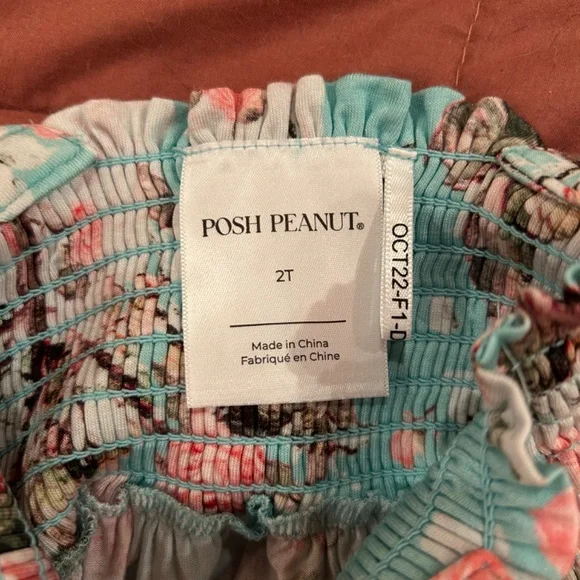 POSH PEANUT®
2T
Made in China
Fabriqué en Chine
OCT22-F1-D